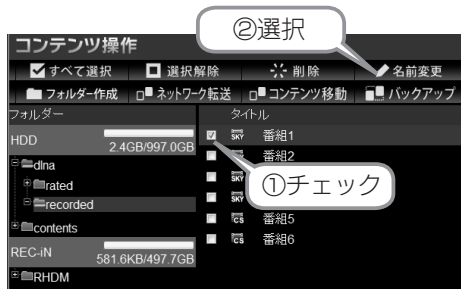 コンテンツ操作
②選択
すべて選択 選択解除 削除 名前変更
フォルダー作成 ネットワーク転送 コンテンツ移動 バックアップ
フォルダー タイトル
HDD 2.4GB/997.0GB
dlna
rated
recorded
contents
REC-iN 581.6KB/497.7GB
RHDM
SKY 番組1
番組2
SKY
①チェック
SKY
CS 番組5
CS 番組6